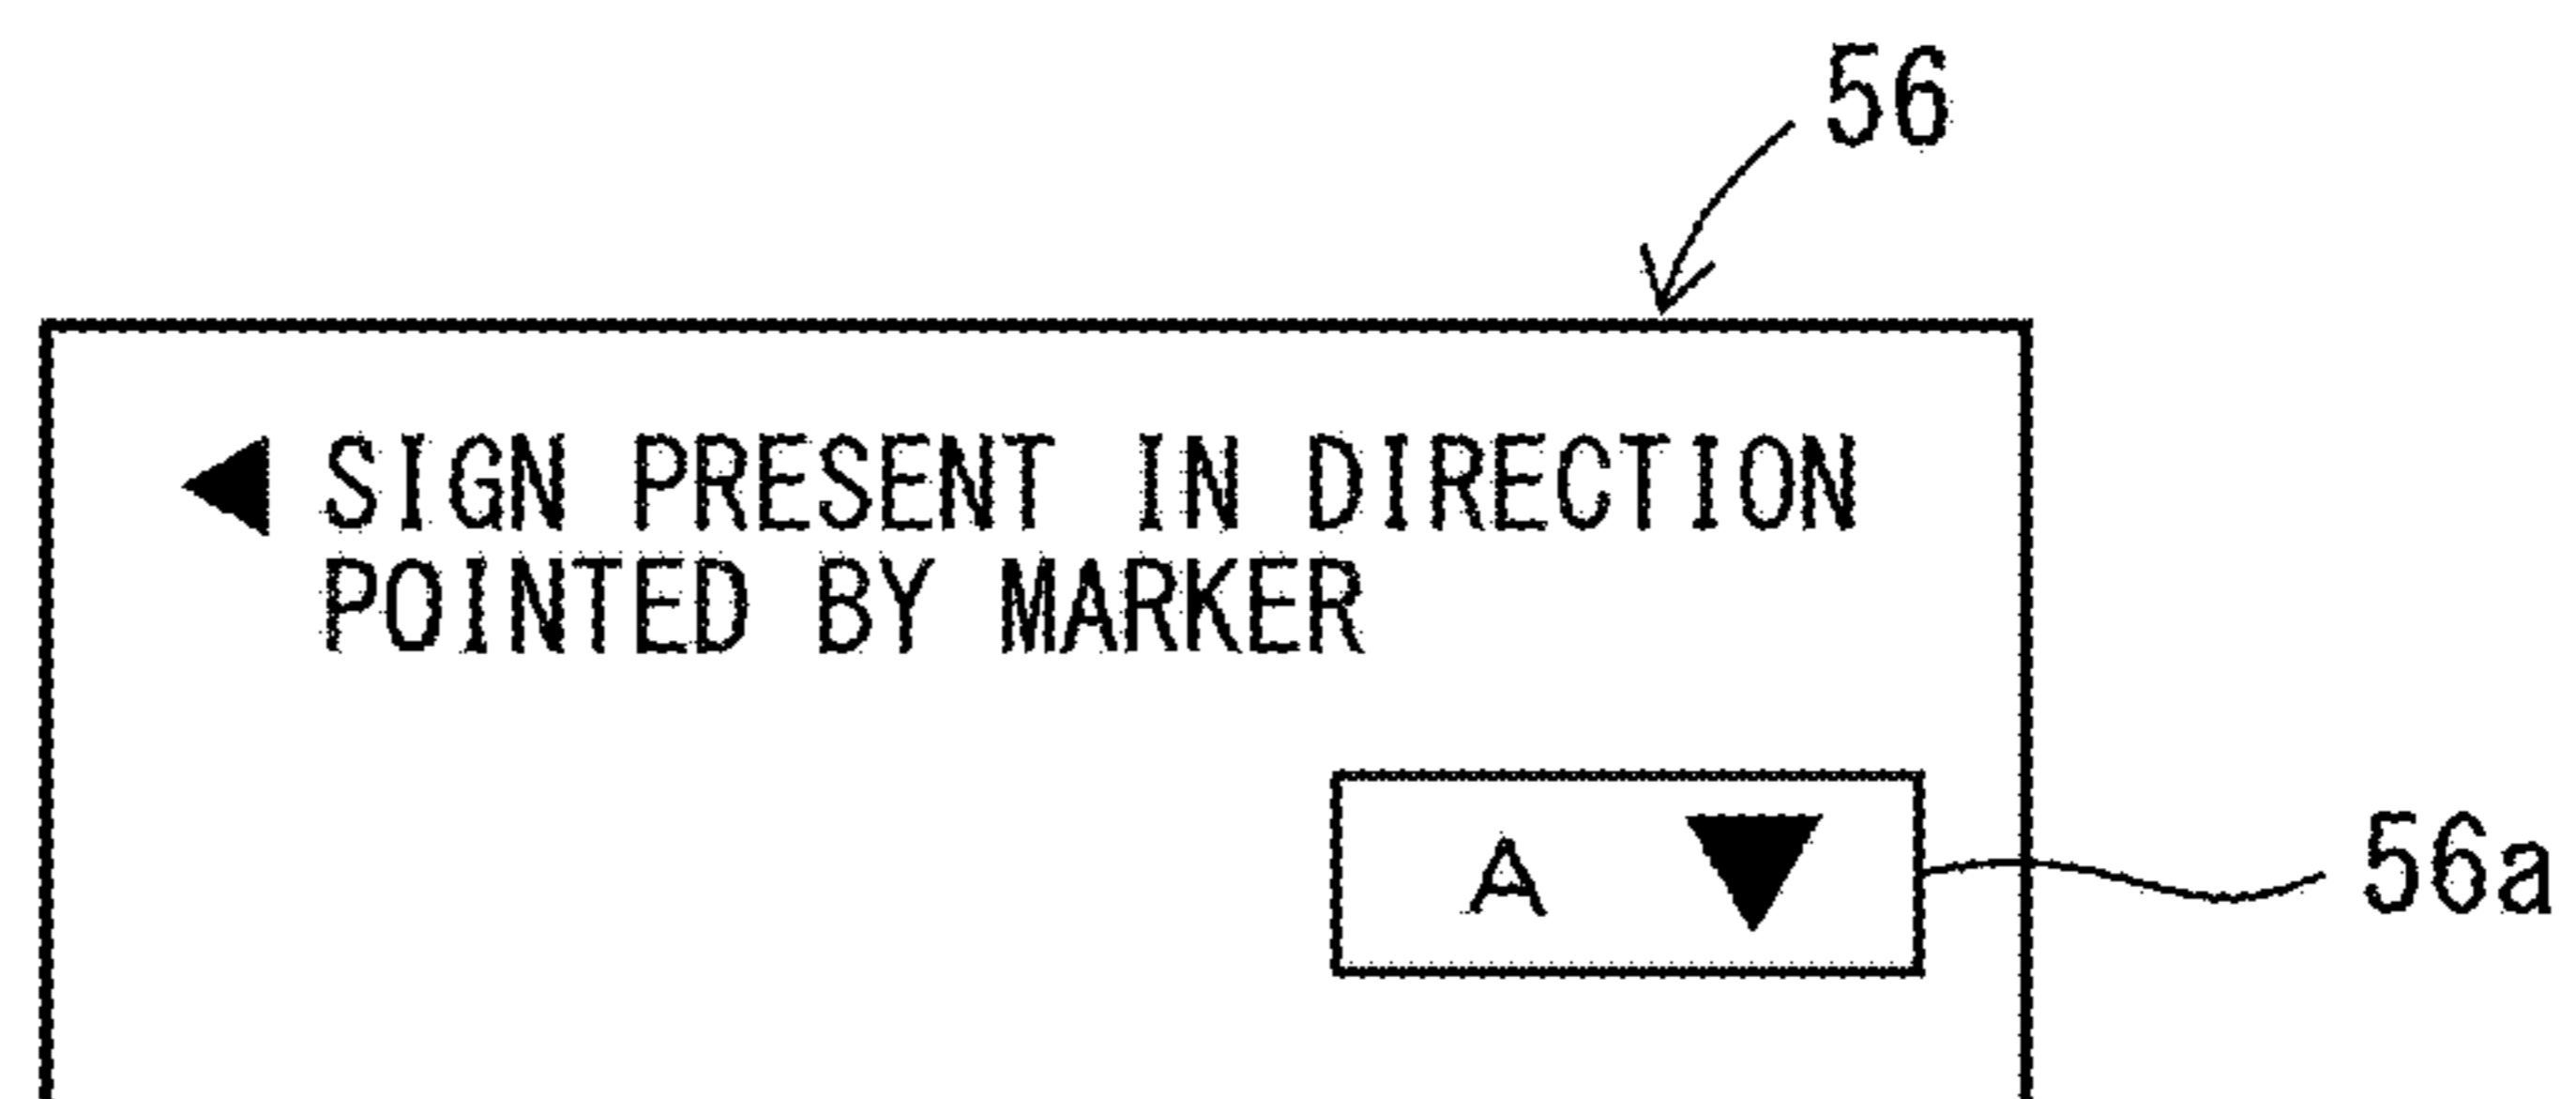 56
◀ SIGN PRESENT IN DIRECTION
POINTED BY MARKER
A ▼
56a